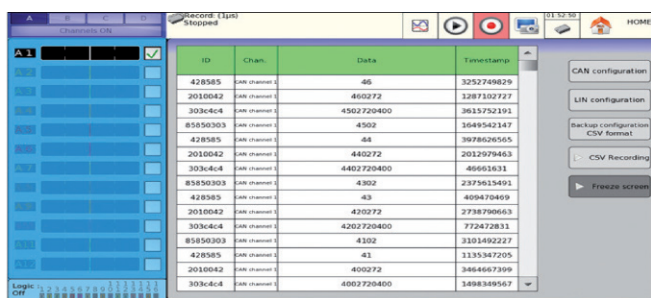 A B C D
Channels ON
Record: (1µs)
Stopped
01:52:50
HOME
A1
ID Chan. Data Timestamp
428585 CAN channel 1 46 3252749829
2010042 CAN channel 1 460272 1287102727
303c4c4 CAN channel 1 4502720400 3615752191
85850303 CAN channel 1 4502 1649542147
428585 CAN channel 1 44 3978626565
2010042 CAN channel 1 440272 2012979463
303c4c4 CAN channel 1 4402720400 46661631
85850303 CAN channel 1 4302 2375615491
428585 CAN channel 1 43 409470469
2010042 CAN channel 1 420272 2738790663
303c4c4 CAN channel 1 4202720400 772472831
85850303 CAN channel 1 4102 3101492227
428585 CAN channel 1 41 1135347205
2010042 CAN channel 1 400272 3464667399
303c4c4 CAN channel 1 4002720400 1498349567
CAN configuration
LIN configuration
Backup configuration
CSV format
CSV Recording
Freeze screen
Logic
Off